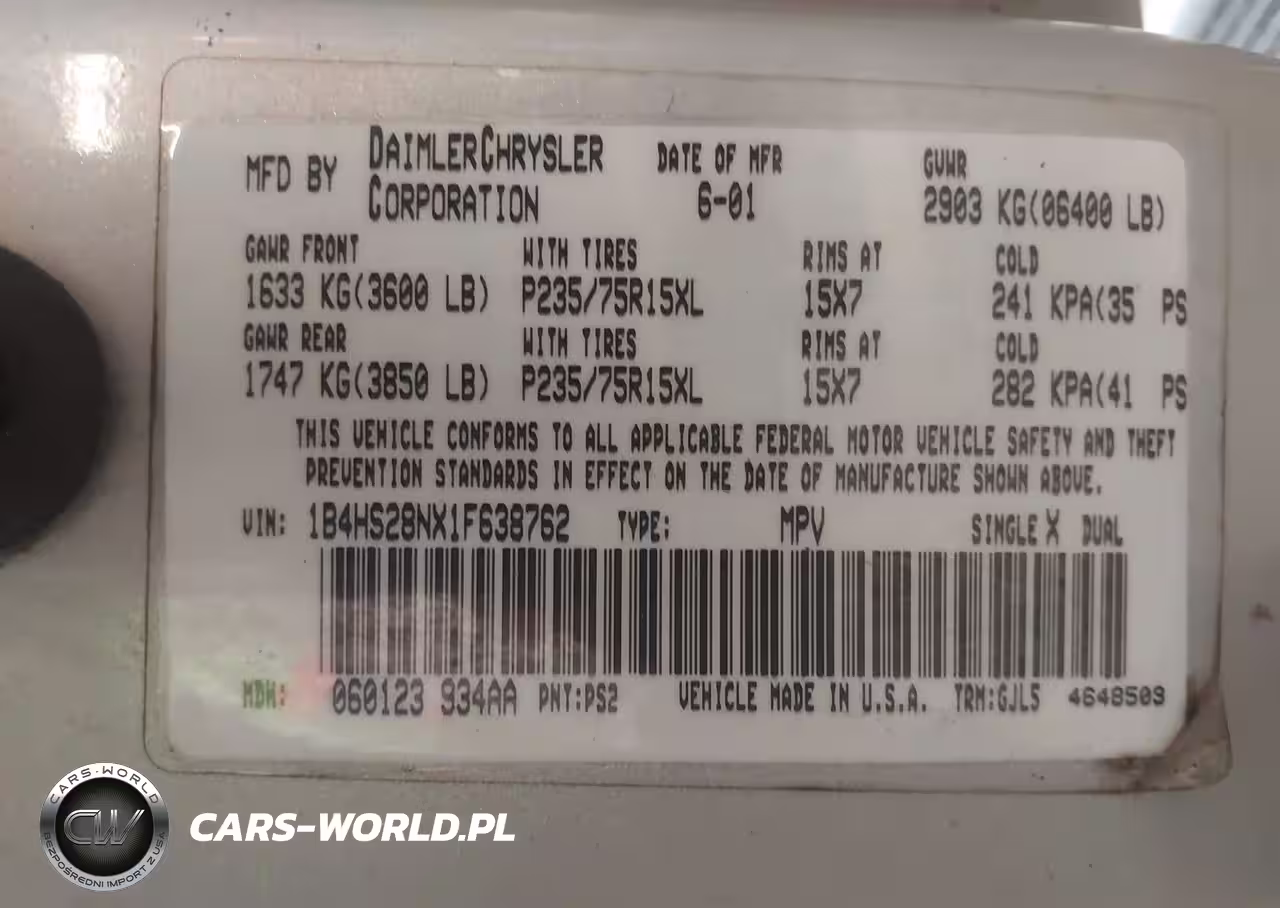 MFD BY DAIMLERCHRYSLER CORPORATION DATE OF MFR 6-01 GVWR 2903 KG(06400 LB)
GAWR FRONT WITH TIRES RIMS AT COLD
1633 KG(3600 LB) P235/75R15XL 15X7 241 KPA(35 PS
GAWR REAR WITH TIRES RIMS AT COLD
1747 KG(3850 LB) P235/75R15XL 15X7 282 KPA(41 PS
THIS VEHICLE CONFORMS TO ALL APPLICABLE FEDERAL MOTOR VEHICLE SAFETY AND THEFT
PREVENTION STANDARDS IN EFFECT ON THE DATE OF MANUFACTURE SHOWN ABOVE.
VIN: 1B4HS28NX1F638762 TYPE: MPV SINGLE X DUAL
MDH: 060123 934AA PNT:PS2 VEHICLE MADE IN U.S.A. TRM:GJL5 4648503
CARS-WORLD
CW
BEZPOŚREDNI IMPORT Z USA
CARS-WORLD.PL